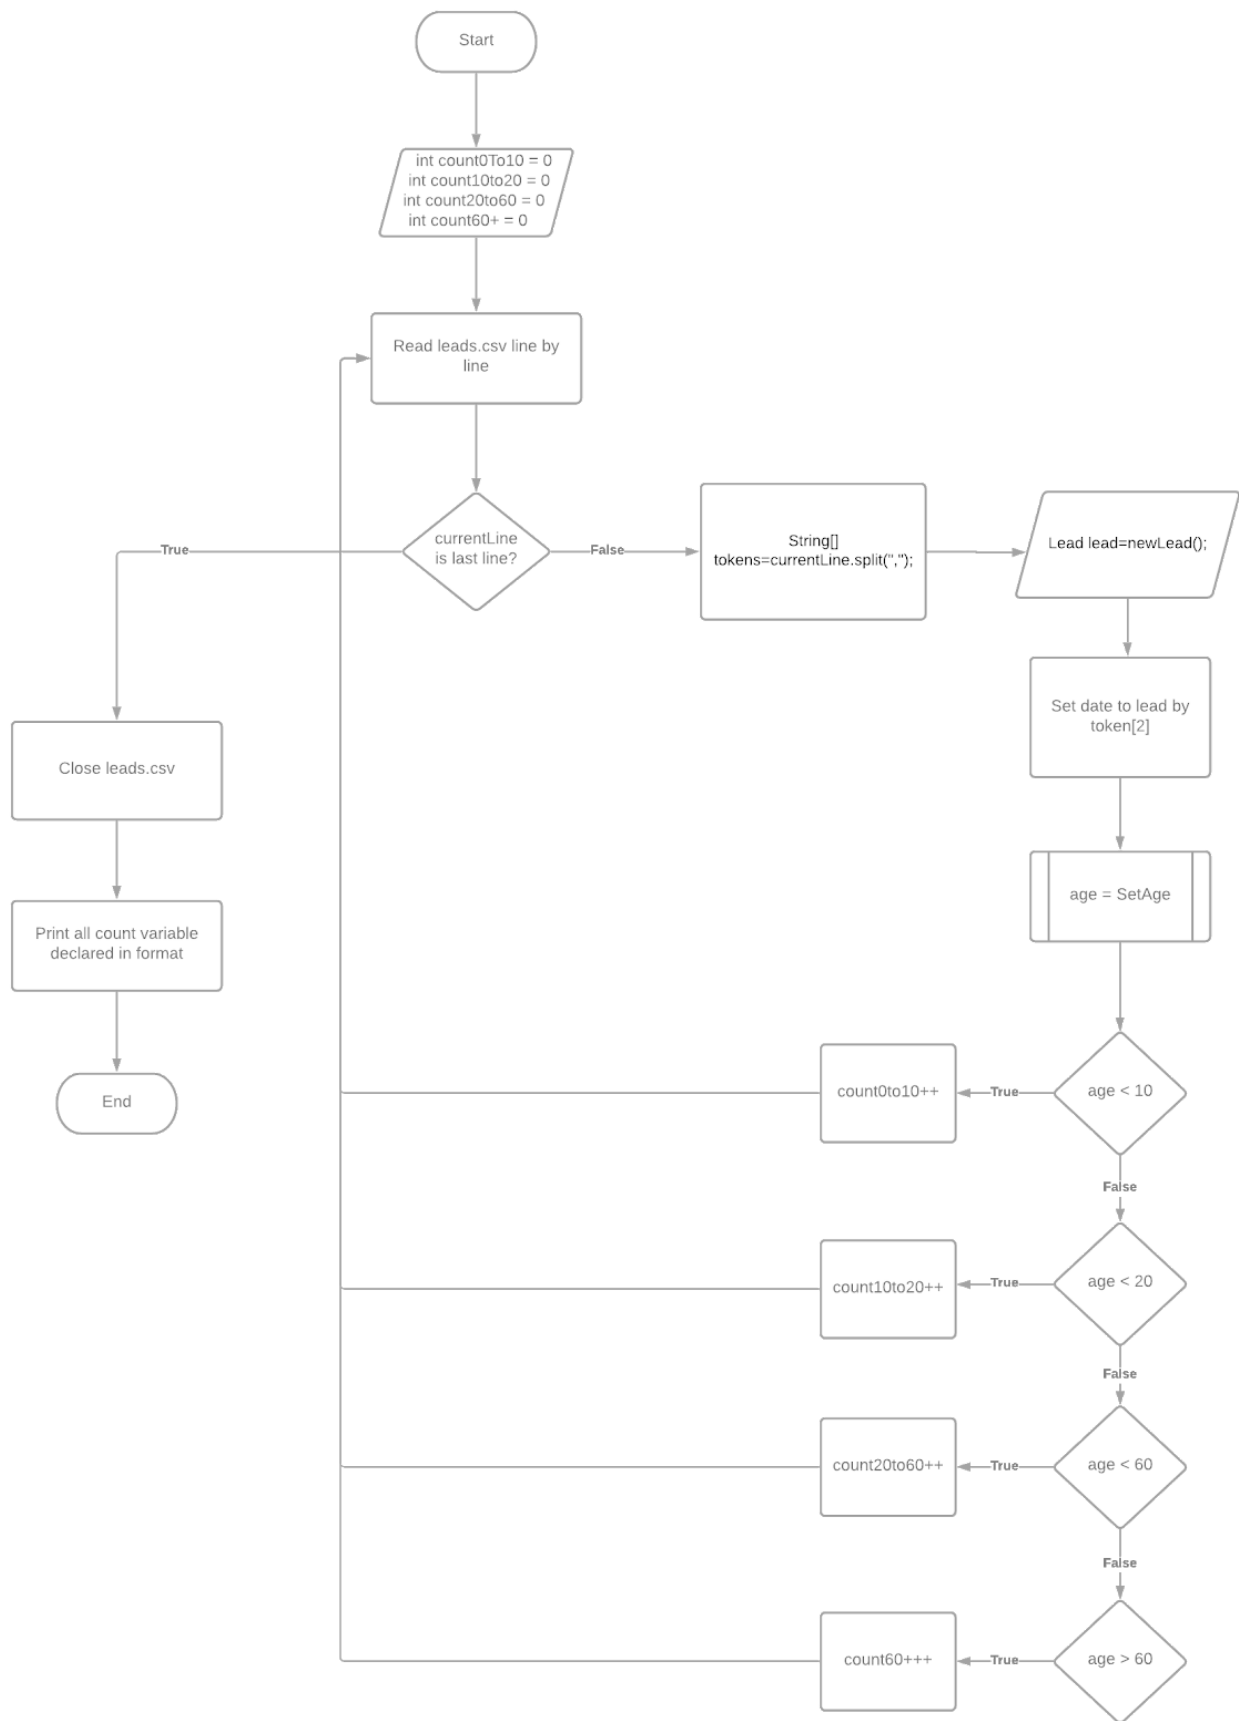 Start
int count0To10 = 0
int count10to20 = 0
int count20to60 = 0
int count60+ = 0
Read leads.csv line by
line
currentLine
is last line?
True
False
String[]
tokens=currentLine.split(",");
Lead lead=newLead();
Set date to lead by
token[2]
age = SetAge
Close leads.csv
Print all count variable
declared in format
End
age < 10
True
count0to10++
False
age < 20
True
count10to20++
False
age < 60
True
count20to60++
False
age > 60
True
count60+++